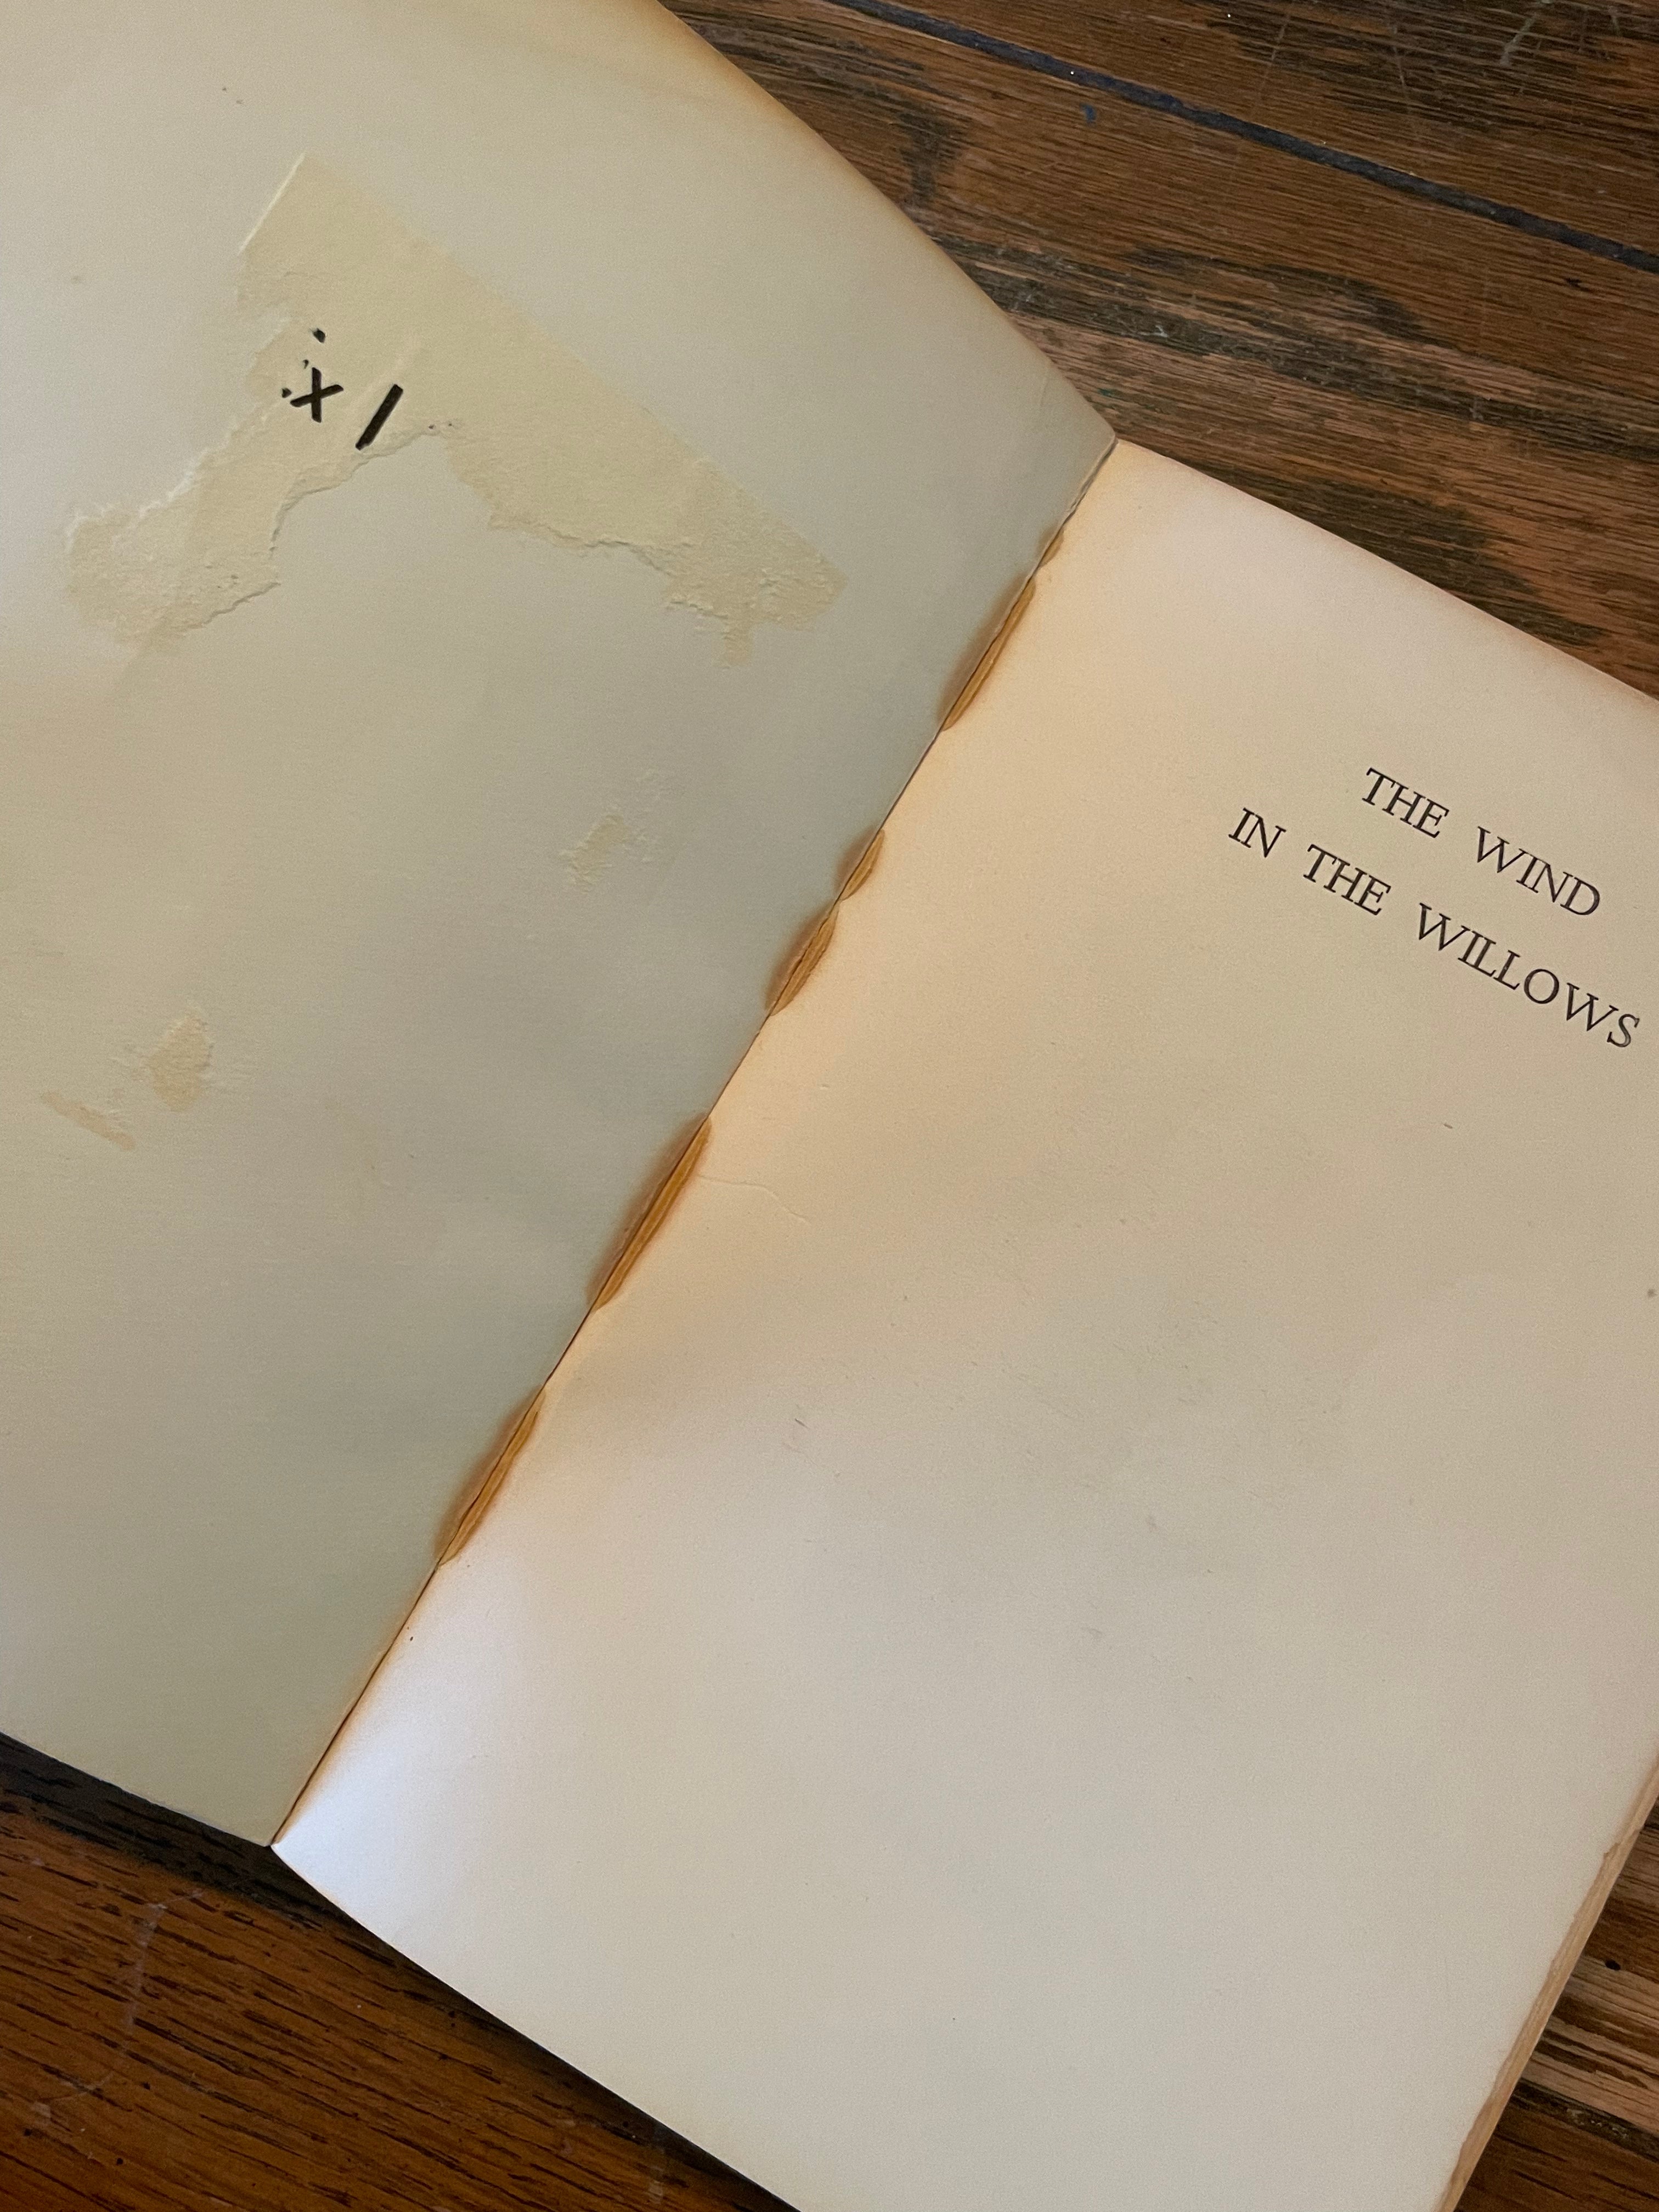 x /
THE WIND
IN THE WILLOWS